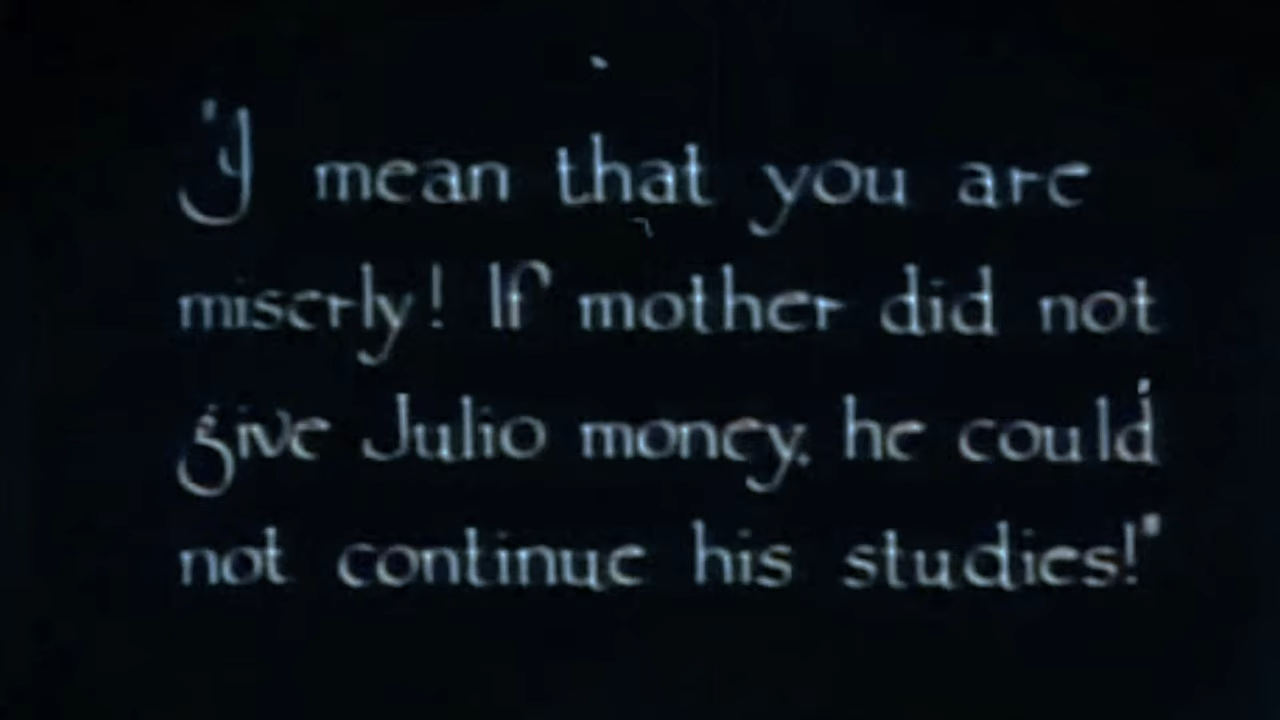 "I mean that you are
miserly! If mother did not
give Julio money, he could
not continue his studies!"